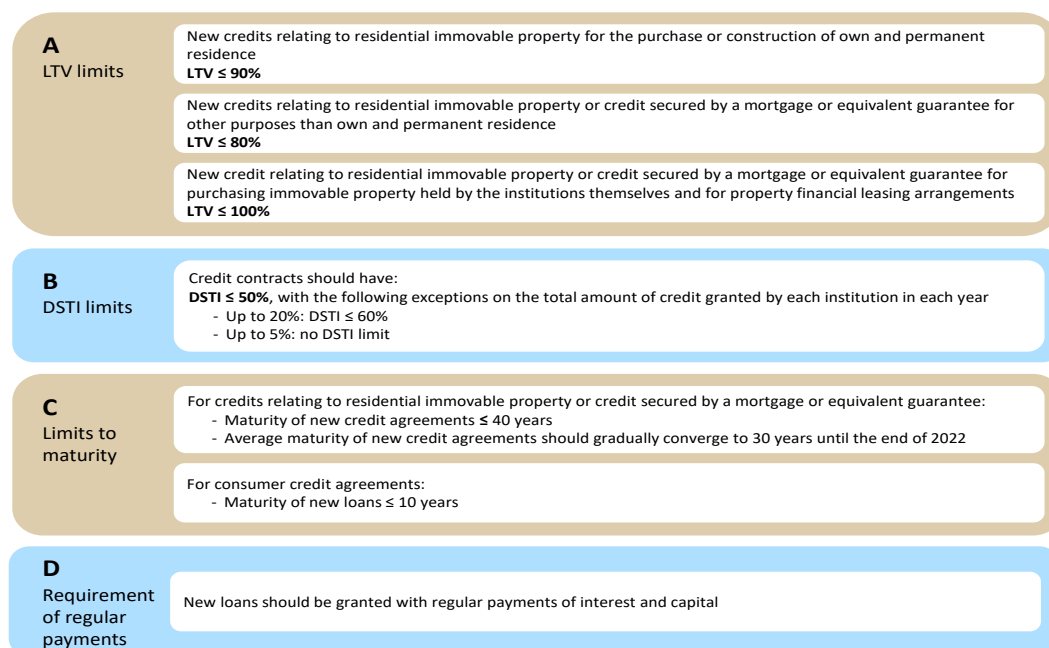 A
LTV limits
New credits relating to residential immovable property for the purchase or construction of own and permanent
residence
LTV ≤ 90%
New credits relating to residential immovable property or credit secured by a mortgage or equivalent guarantee for
other purposes than own and permanent residence
LTV ≤ 80%
New credit relating to residential immovable property or credit secured by a mortgage or equivalent guarantee for
purchasing immovable property held by the institutions themselves and for property financial leasing arrangements
LTV ≤ 100%
B
DSTI limits
Credit contracts should have:
DSTI ≤ 50%, with the following exceptions on the total amount of credit granted by each institution in each year
- Up to 20%: DSTI ≤ 60%
- Up to 5%: no DSTI limit
C
Limits to
maturity
For credits relating to residential immovable property or credit secured by a mortgage or equivalent guarantee:
- Maturity of new credit agreements ≤ 40 years
- Average maturity of new credit agreements should gradually converge to 30 years until the end of 2022
For consumer credit agreements:
- Maturity of new loans ≤ 10 years
D
Requirement
of regular
payments
New loans should be granted with regular payments of interest and capital